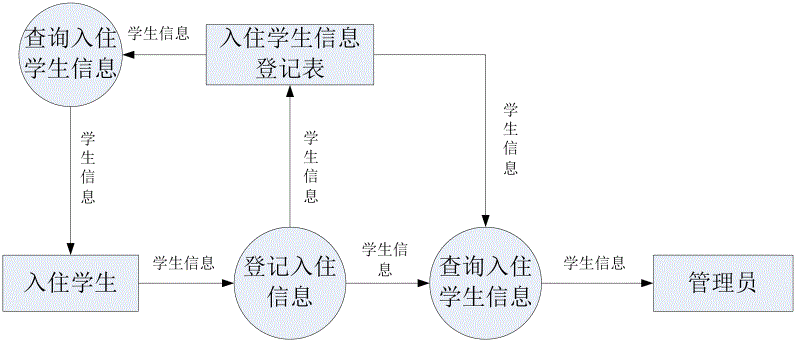 查询入住
学生信息
学生信息
入住学生信息
登记表
学
生
信
息
学
生
信
息
学
生
信
息
入住学生
学生信息
登记入住
信息
学生信
息
查询入住
学生信息
学生信息
管理员